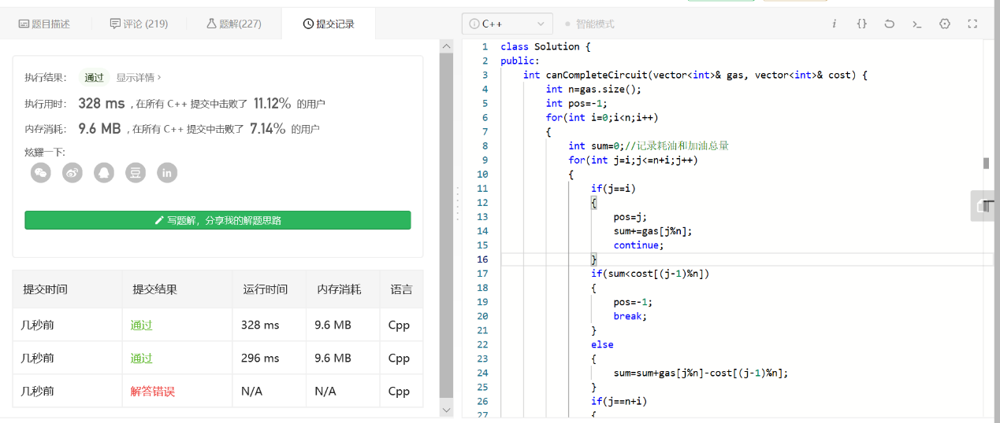 题目描述
评论 (219)
题解(227)
提交记录
C++
智能模式
执行结果： 通过 显示详情 ›
执行用时： 328 ms , 在所有 C++ 提交中击败了 11.12% 的用户
内存消耗： 9.6 MB , 在所有 C++ 提交中击败了 7.14% 的用户
炫耀一下:
豆
in
写题解，分享我的解题思路
提交时间 提交结果 运行时间 内存消耗 语言
几秒前 通过 328 ms 9.6 MB Cpp
几秒前 通过 296 ms 9.6 MB Cpp
几秒前 解答错误 N/A N/A Cpp
1 class Solution {
2 public:
3 int canCompleteCircuit(vector<int>& gas, vector<int>& cost) {
4 int n=gas.size();
5 int pos=-1;
6 for(int i=0;i<n;i++)
7 {
8 int sum=0;//记录耗油和加油总量
9 for(int j=i;j<=n+i;j++)
10 {
11 if(j==i)
12 {
13 pos=j;
14 sum+=gas[j%n];
15 continue;
16 }
17 if(sum<cost[(j-1)%n])
18 {
19 pos=-1;
20 break;
21 }
22 else
23 {
24 sum=sum+gas[j%n]-cost[(j-1)%n];
25 }
26 if(j==n+i)
27 {